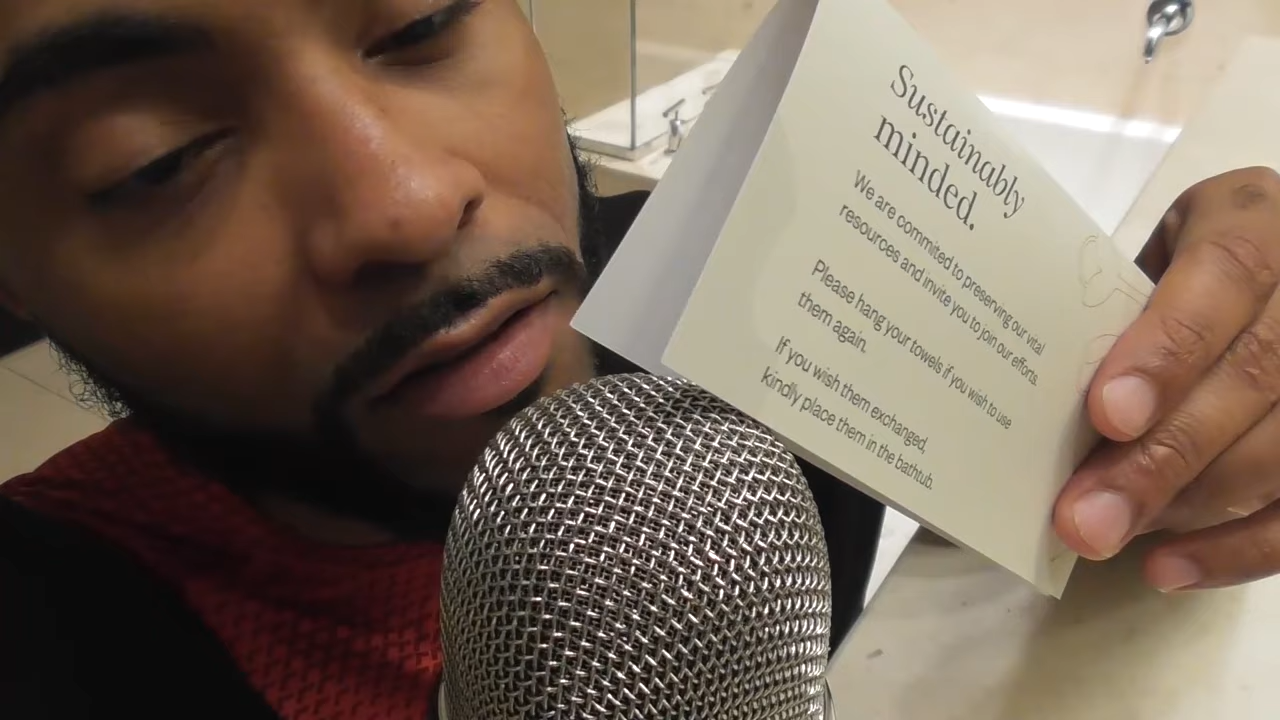 Sustainably
minded.
We are commited to preserving our vital
resources and invite you to join our efforts.
Please hang your towels if you wish to use
them again.
If you wish them exchanged,
kindly place them in the bathtub.